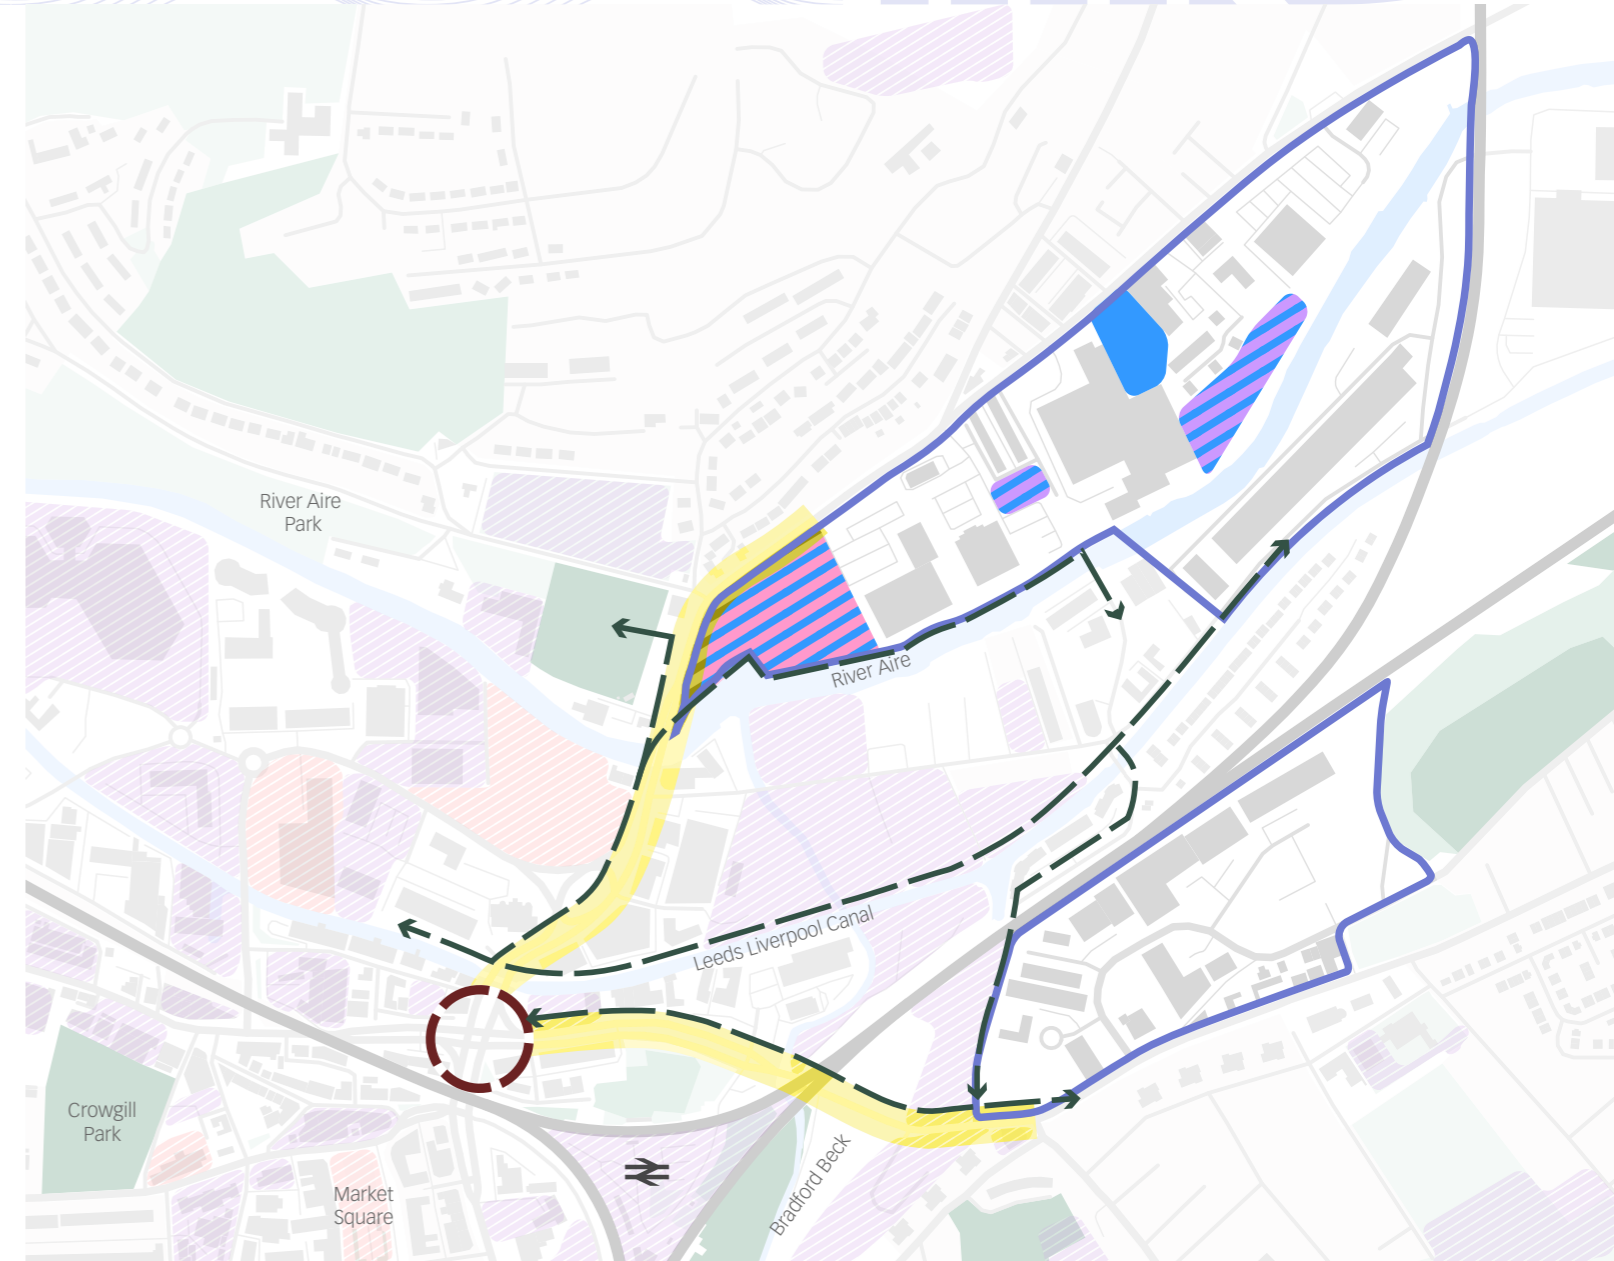 River Aire
Park
River Aire
Leeds Liverpool Canal
Crowgill
Park
Market
Square
Bradford Beck